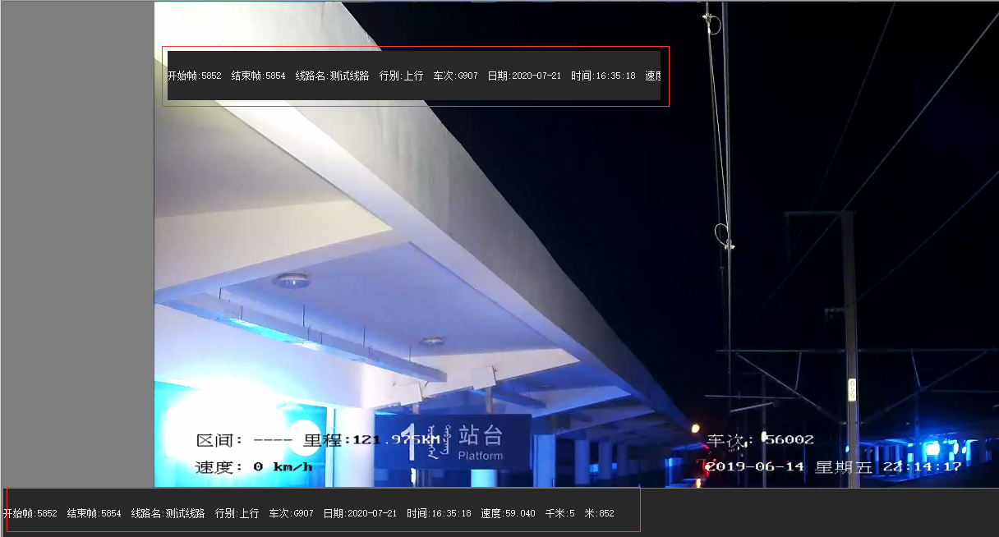 开始帧:5852 结束帧:5854 线路名:测试线路 行别:上行 车次:G907 日期:2020-07-21 时间:16:35:18 速度
区间: ---- 里程:121.975KM
1 站台
Platform
车次: 56002
速度: 0 km/h
2019-06-14 星期五 22:14:17
开始帧:5852 结束帧:5854 线路名:测试线路 行别:上行 车次:G907 日期:2020-07-21 时间:16:35:18 速度:59.040 千米:5 米:852